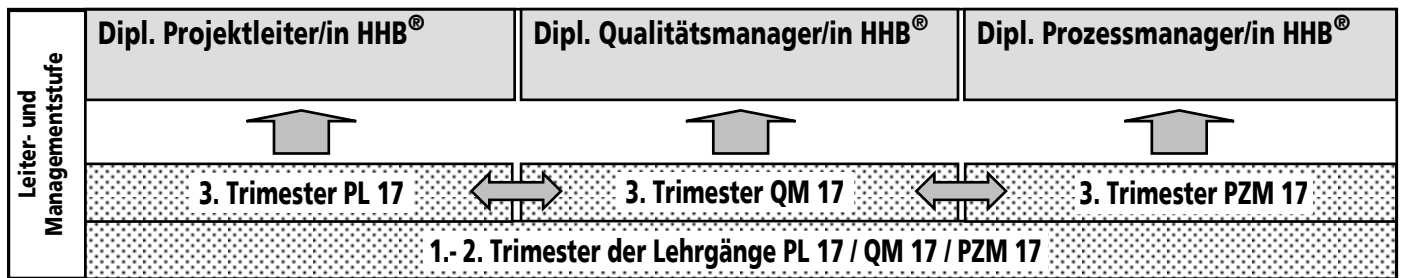 Leiter- und
Managementstufe
Dipl. Projektleiter/in HHB®
Dipl. Qualitätsmanager/in HHB®
Dipl. Prozessmanager/in HHB®
3. Trimester PL 17
3. Trimester QM 17
3. Trimester PZM 17
1.- 2. Trimester der Lehrgänge PL 17 / QM 17 / PZM 17